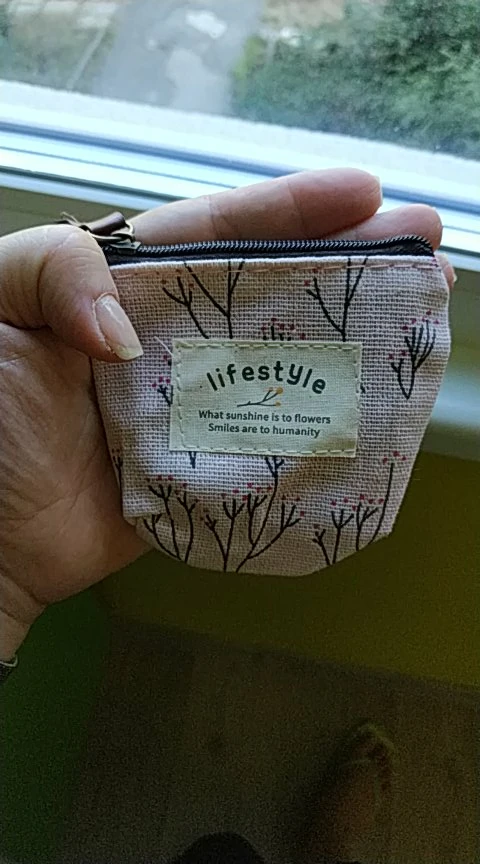 lifestyle
What sunshine is to flowers
Smiles are to humanity